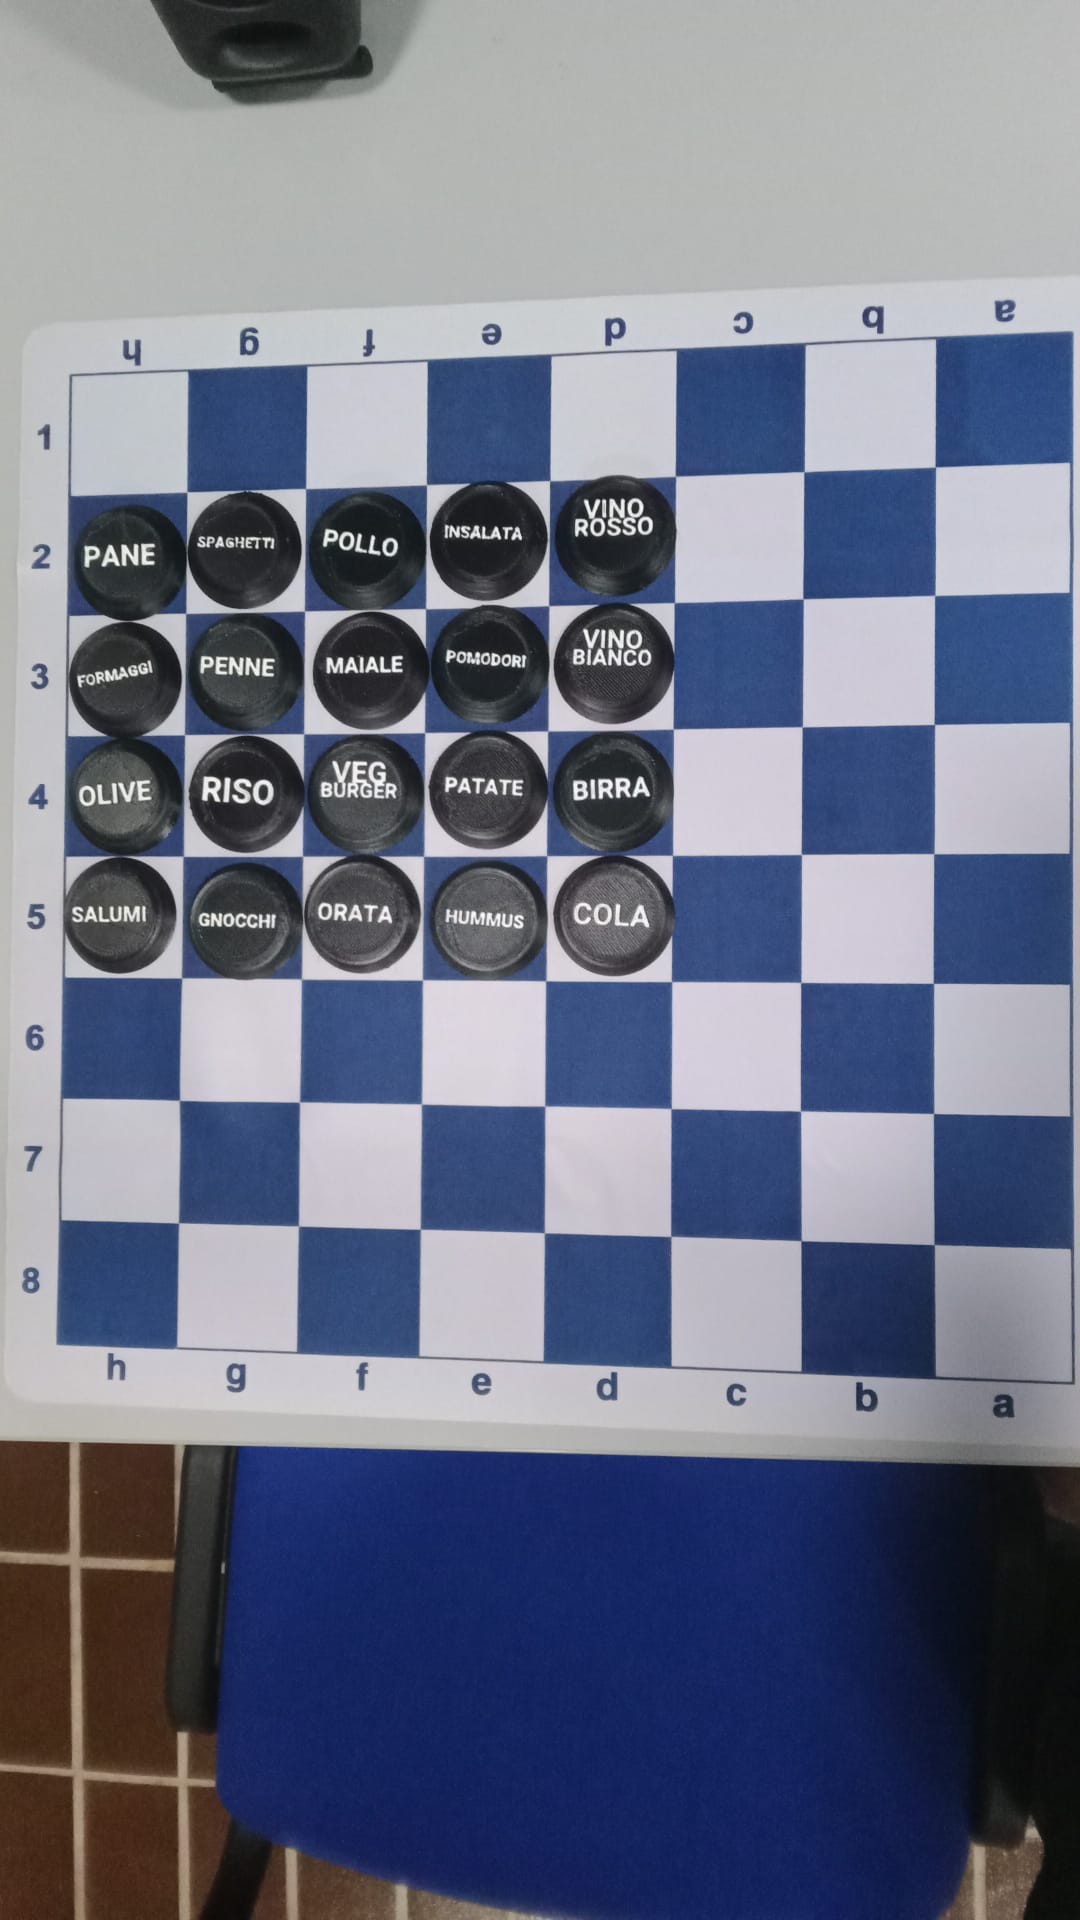 h g f e d c b a
1
2 PANE SPAGHETTI POLLO INSALATA VINO
ROSSO
3 FORMAGGI PENNE MAIALE POMODORI VINO
BIANCO
4 OLIVE RISO VEG
BURGER PATATE BIRRA
5 SALUMI GNOCCHI ORATA HUMMUS COLA
6
7
8
h g f e d c b a